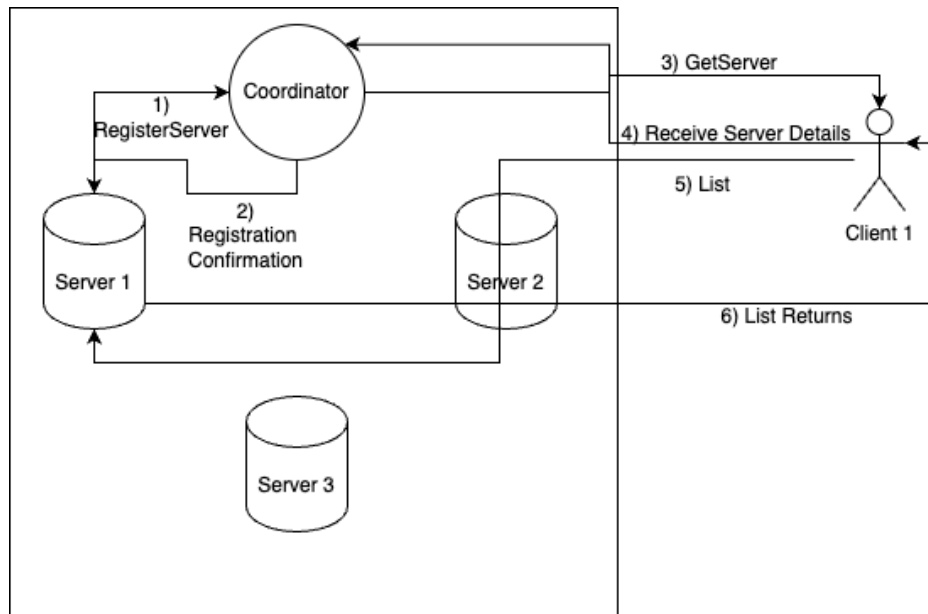 3) GetServer
Coordinator
1)
RegisterServer
4) Receive Server Details
5) List
2)
Registration
Confirmation
Client 1
Server 1
Server 2
6) List Returns
Server 3